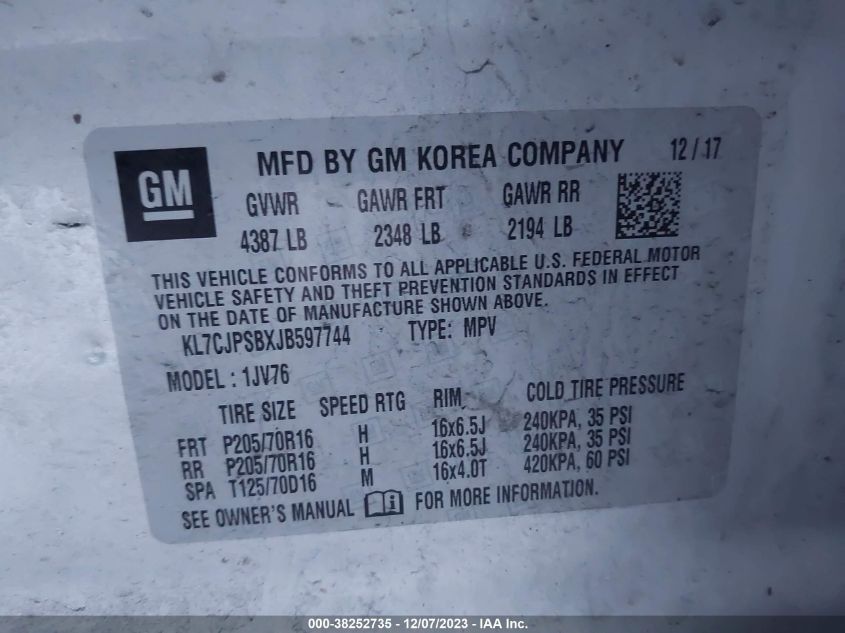 GM
MFD BY GM KOREA COMPANY 12/17
GVWR GAWR FRT GAWR RR
4387 LB 2348 LB 2194 LB
THIS VEHICLE CONFORMS TO ALL APPLICABLE U.S. FEDERAL MOTOR
VEHICLE SAFETY AND THEFT PREVENTION STANDARDS IN EFFECT
ON THE DATE OF MANUFACTURE SHOWN ABOVE.
KL7CJPSBXJB597744 TYPE: MPV
MODEL : 1JV76
TIRE SIZE SPEED RTG RIM COLD TIRE PRESSURE
FRT P205/70R16 H 16x6.5J 240KPA, 35 PSI
RR P205/70R16 H 16x6.5J 240KPA, 35 PSI
SPA T125/70D16 M 16x4.0T 420KPA, 60 PSI
SEE OWNER'S MANUAL i FOR MORE INFORMATION.
000-38252735 - 12/07/2023 - IAA Inc.